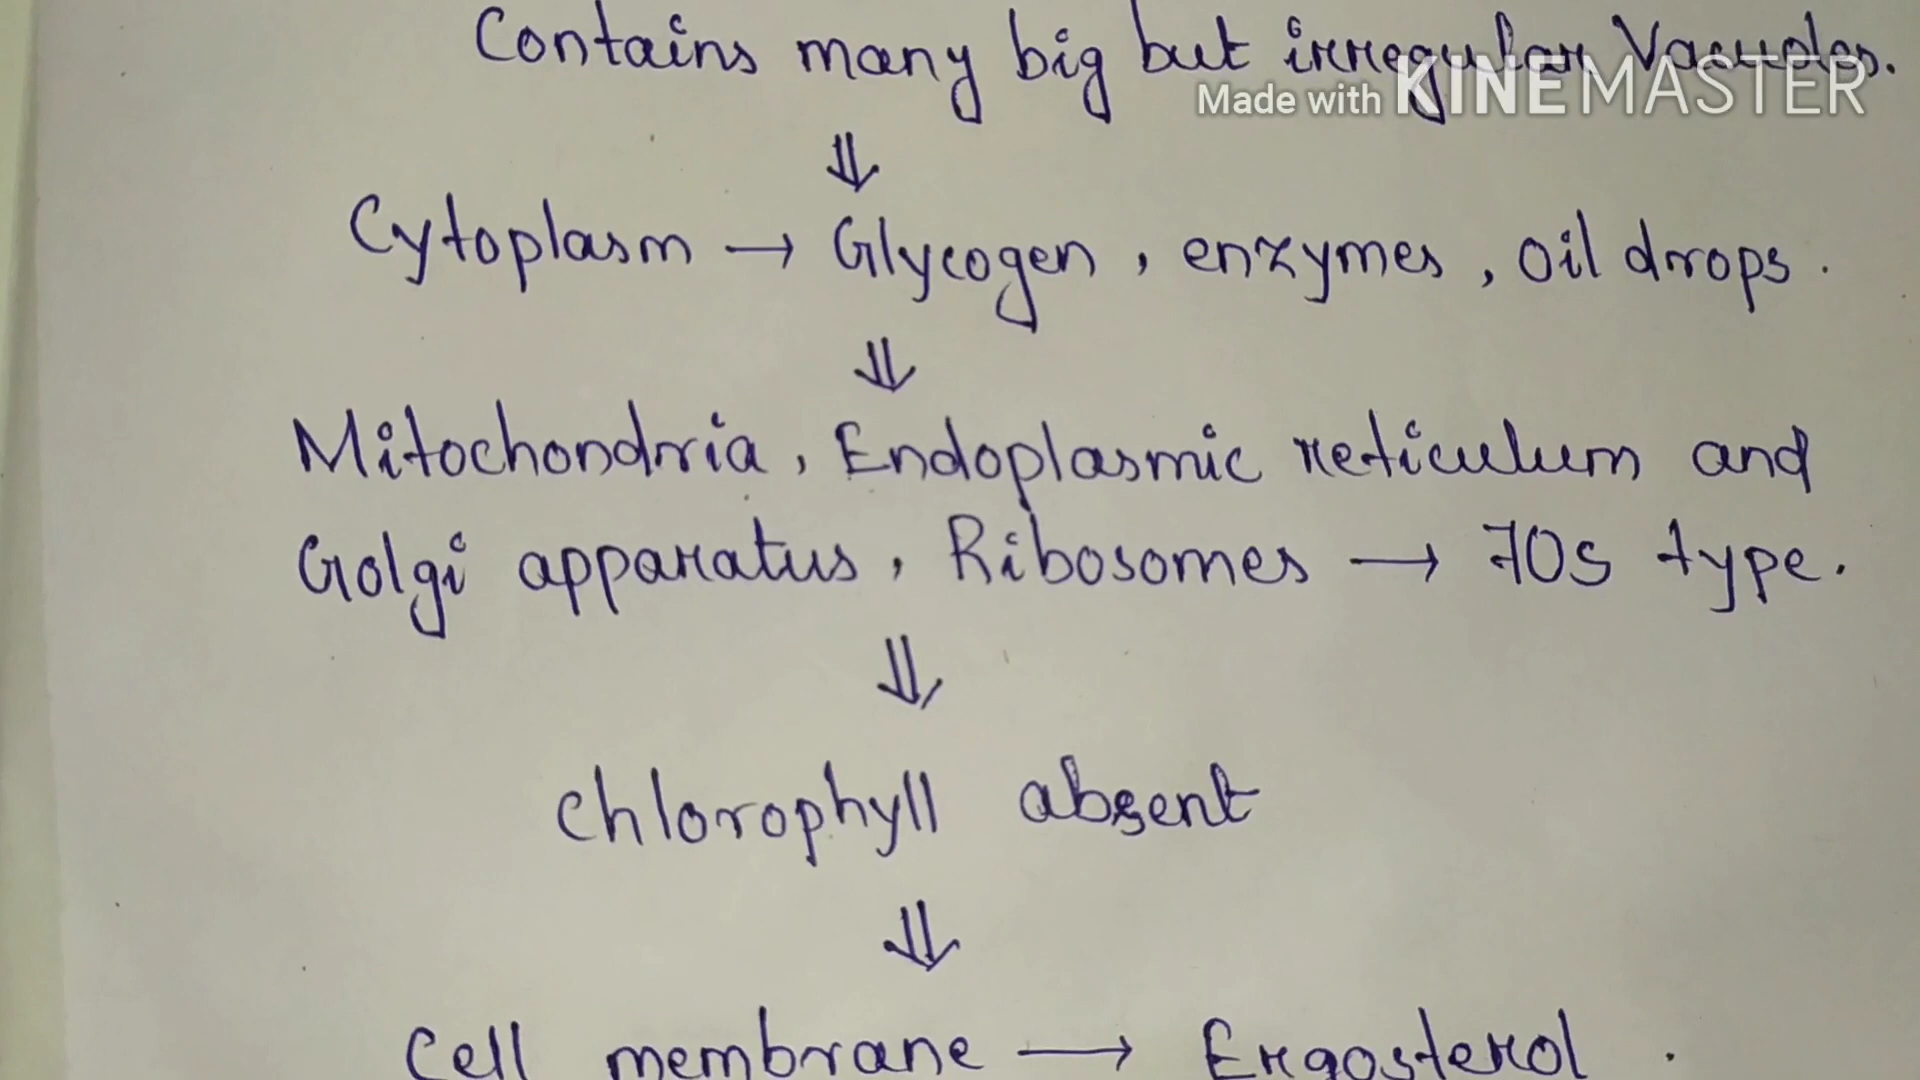 Contains many big but irregular Vacuoles.
Made with KINEMASTER
⇓
Cytoplasm → Glycogen, enzymes, oil drops.
⇓
Mitochondria, Endoplasmic reticulum and
Golgi apparatus, Ribosomes → 70s type.
⇓
chlorophyll absent
⇓
Cell membrane → Ergosterol.